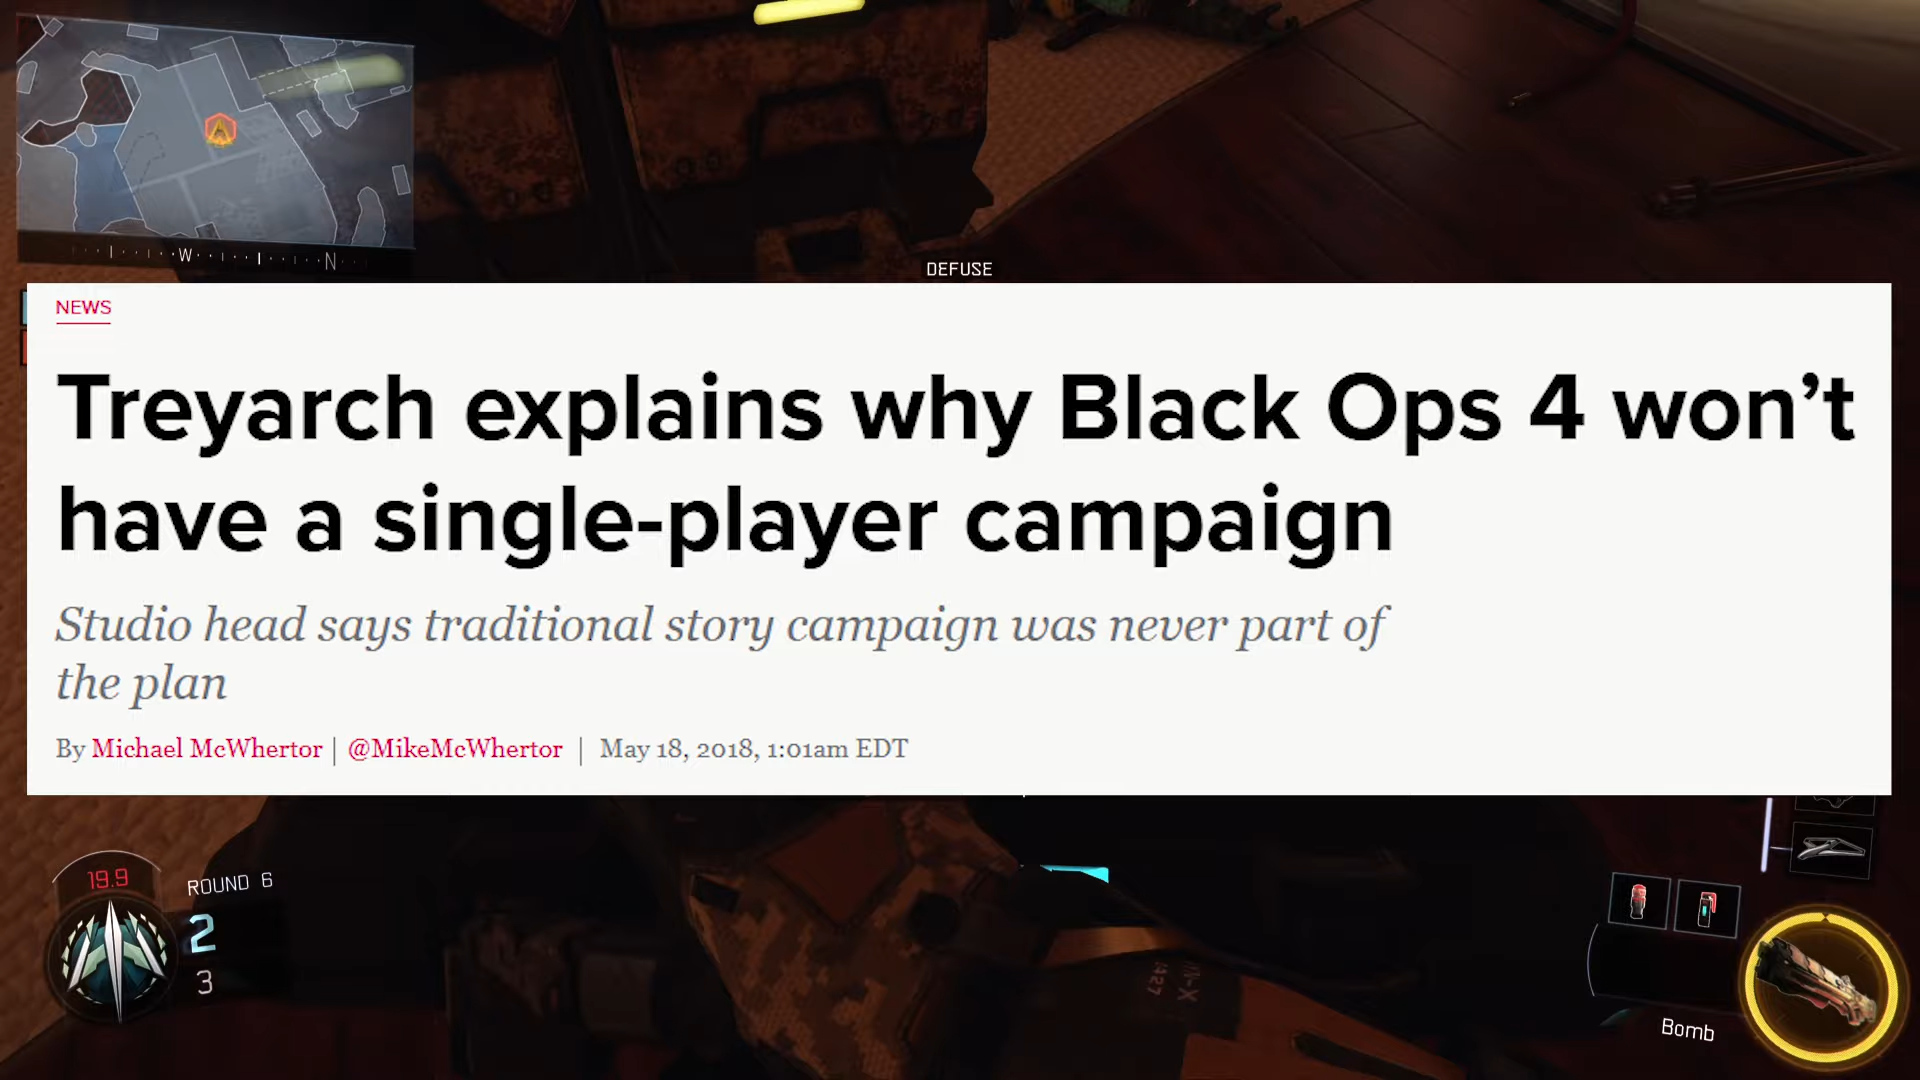 W N
DEFUSE
NEWS
Treyarch explains why Black Ops 4 won’t
have a single-player campaign
Studio head says traditional story campaign was never part of
the plan
By Michael McWhertor | @MikeMcWhertor | May 18, 2018, 1:01am EDT
19.9
ROUND 6
2
3
Bomb